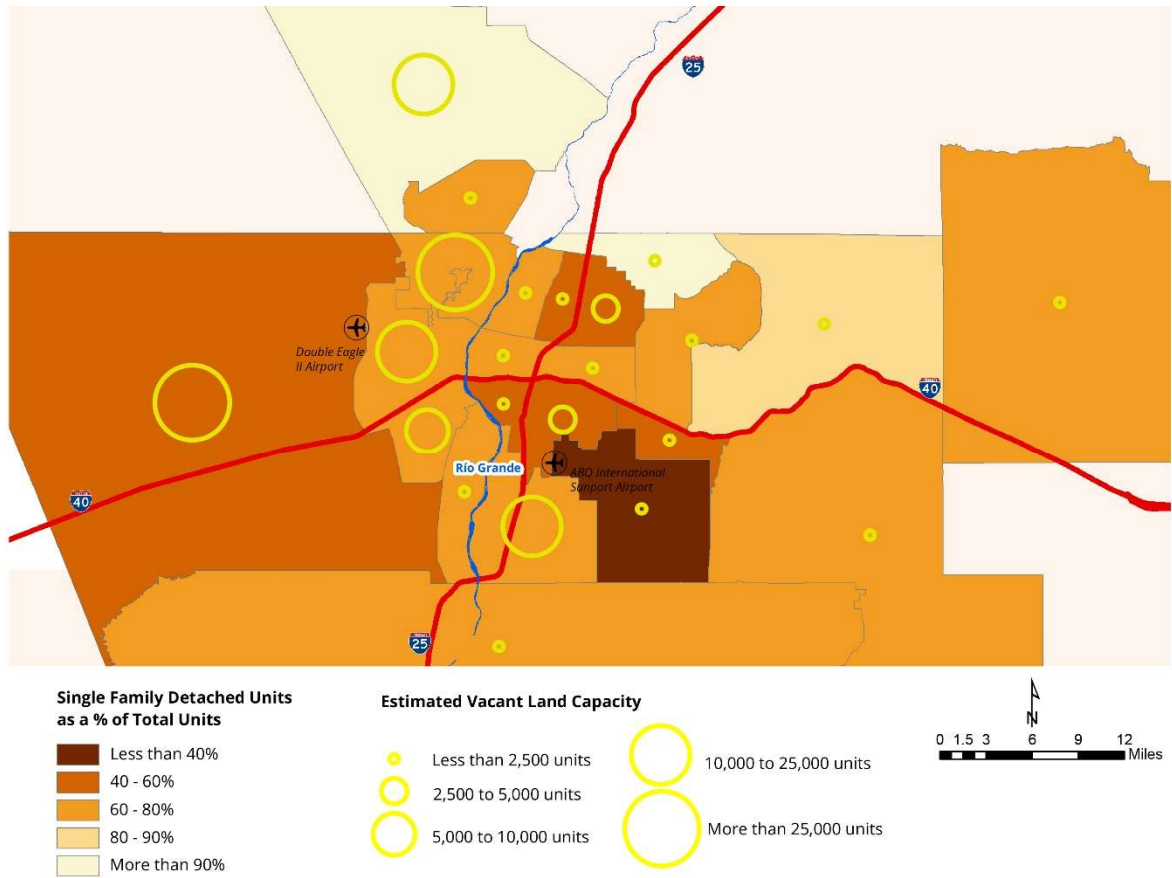 25
Double Eagle
II Airport
40
Río Grande
ABQ International
Sunport Airport
40
25
Single Family Detached Units
as a % of Total Units
Less than 40%
40 - 60%
60 - 80%
80 - 90%
More than 90%
Estimated Vacant Land Capacity
Less than 2,500 units
2,500 to 5,000 units
5,000 to 10,000 units
10,000 to 25,000 units
More than 25,000 units
N
0 1.5 3 6 9 12
Miles